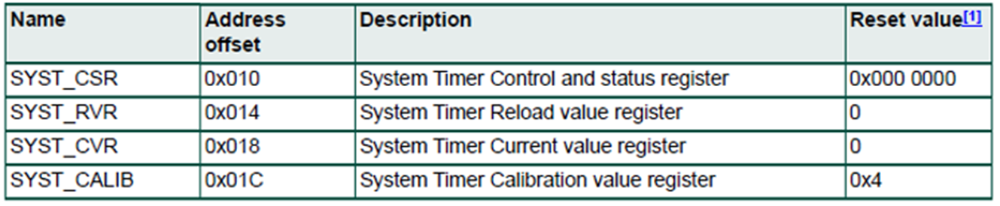 Name Address offset Description Reset value[1]
SYST_CSR 0x010 System Timer Control and status register 0x000 0000
SYST_RVR 0x014 System Timer Reload value register 0
SYST_CVR 0x018 System Timer Current value register 0
SYST_CALIB 0x01C System Timer Calibration value register 0x4